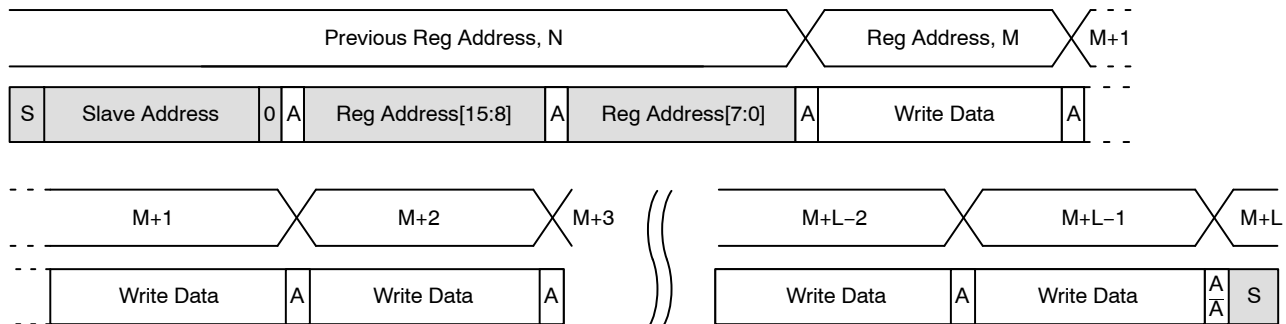 Previous Reg Address, N Reg Address, M M+1
S Slave Address 0 A Reg Address[15:8] A Reg Address[7:0] A Write Data A
M+1 M+2 M+3 M+L−2 M+L−1 M+L
Write Data A Write Data A Write Data A Write Data A/A̅ S